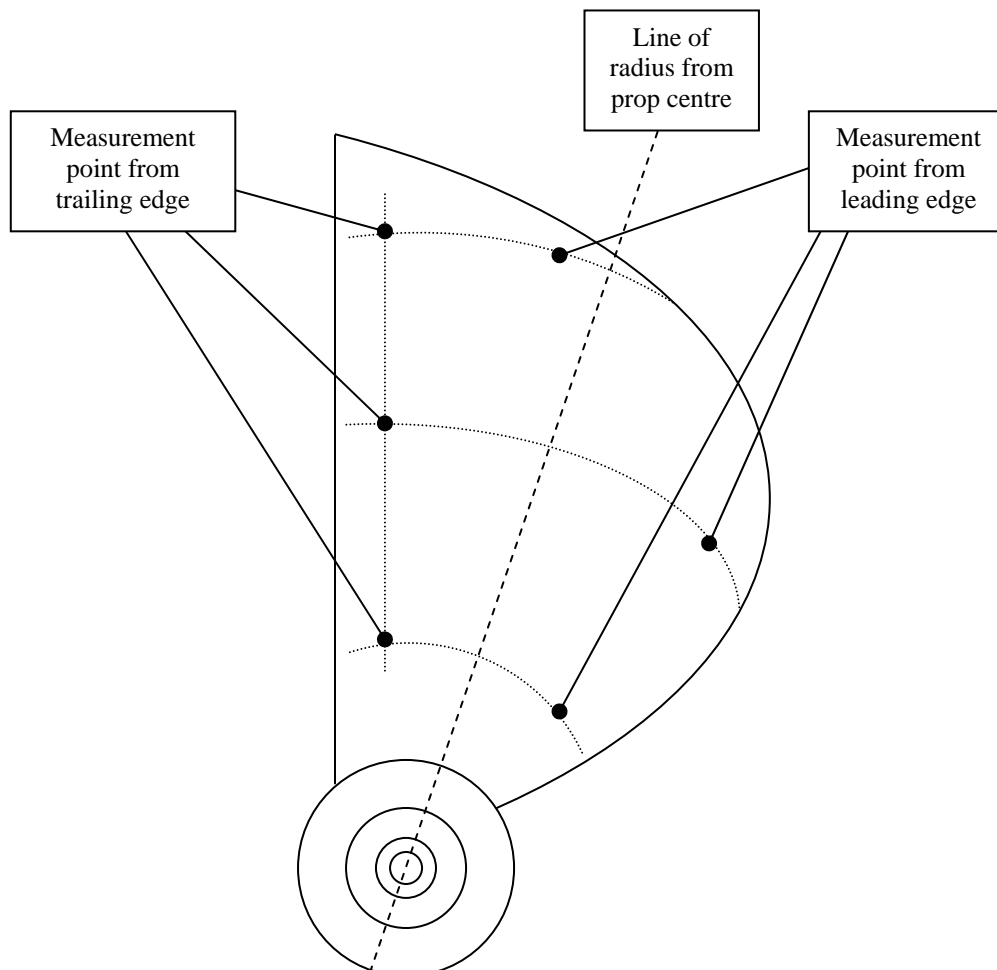 Line of
radius from
prop centre
Measurement
point from
trailing edge
Measurement
point from
leading edge